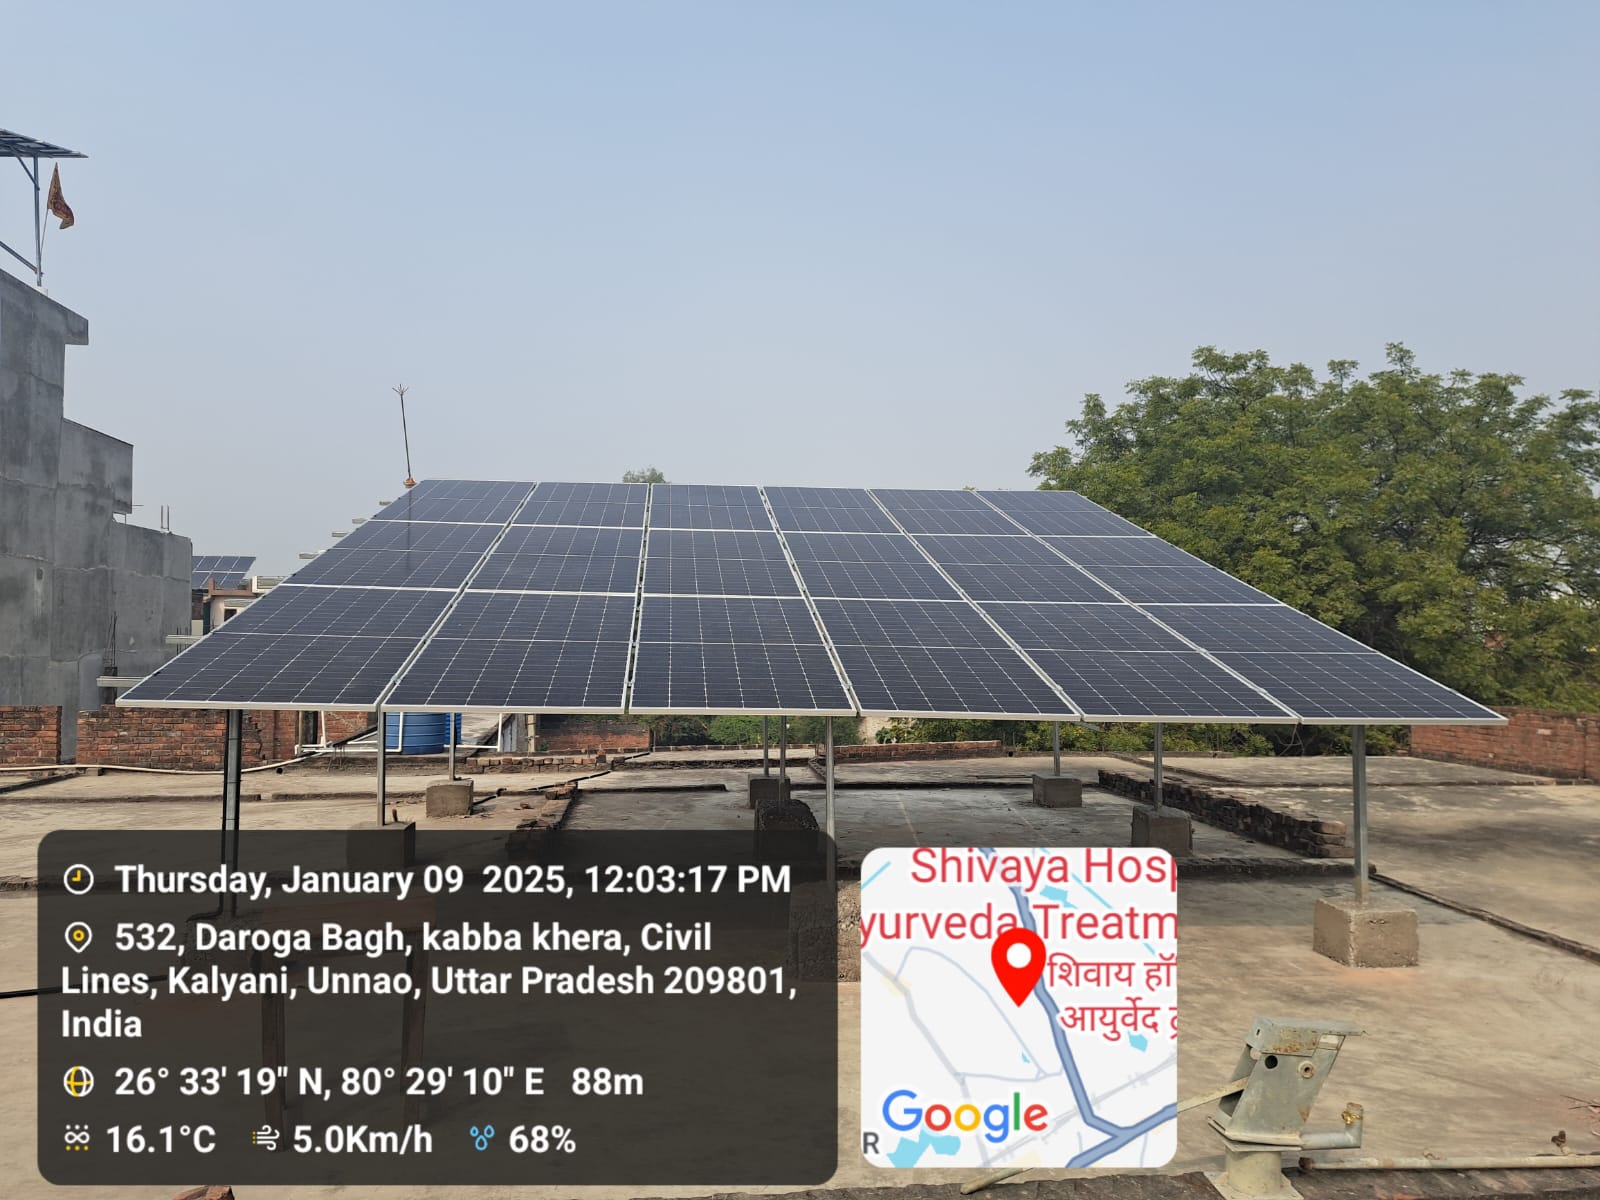 Thursday, January 09 2025, 12:03:17 PM
532, Daroga Bagh, kabba khera, Civil
Lines, Kalyani, Unnao, Uttar Pradesh 209801,
India
26° 33' 19" N, 80° 29' 10" E 88m
16.1°C 5.0Km/h 68%
Shivaya Hosp
yurveda Treatm
शिवाय हॉ
आयुर्वेद ट्र
Google
R